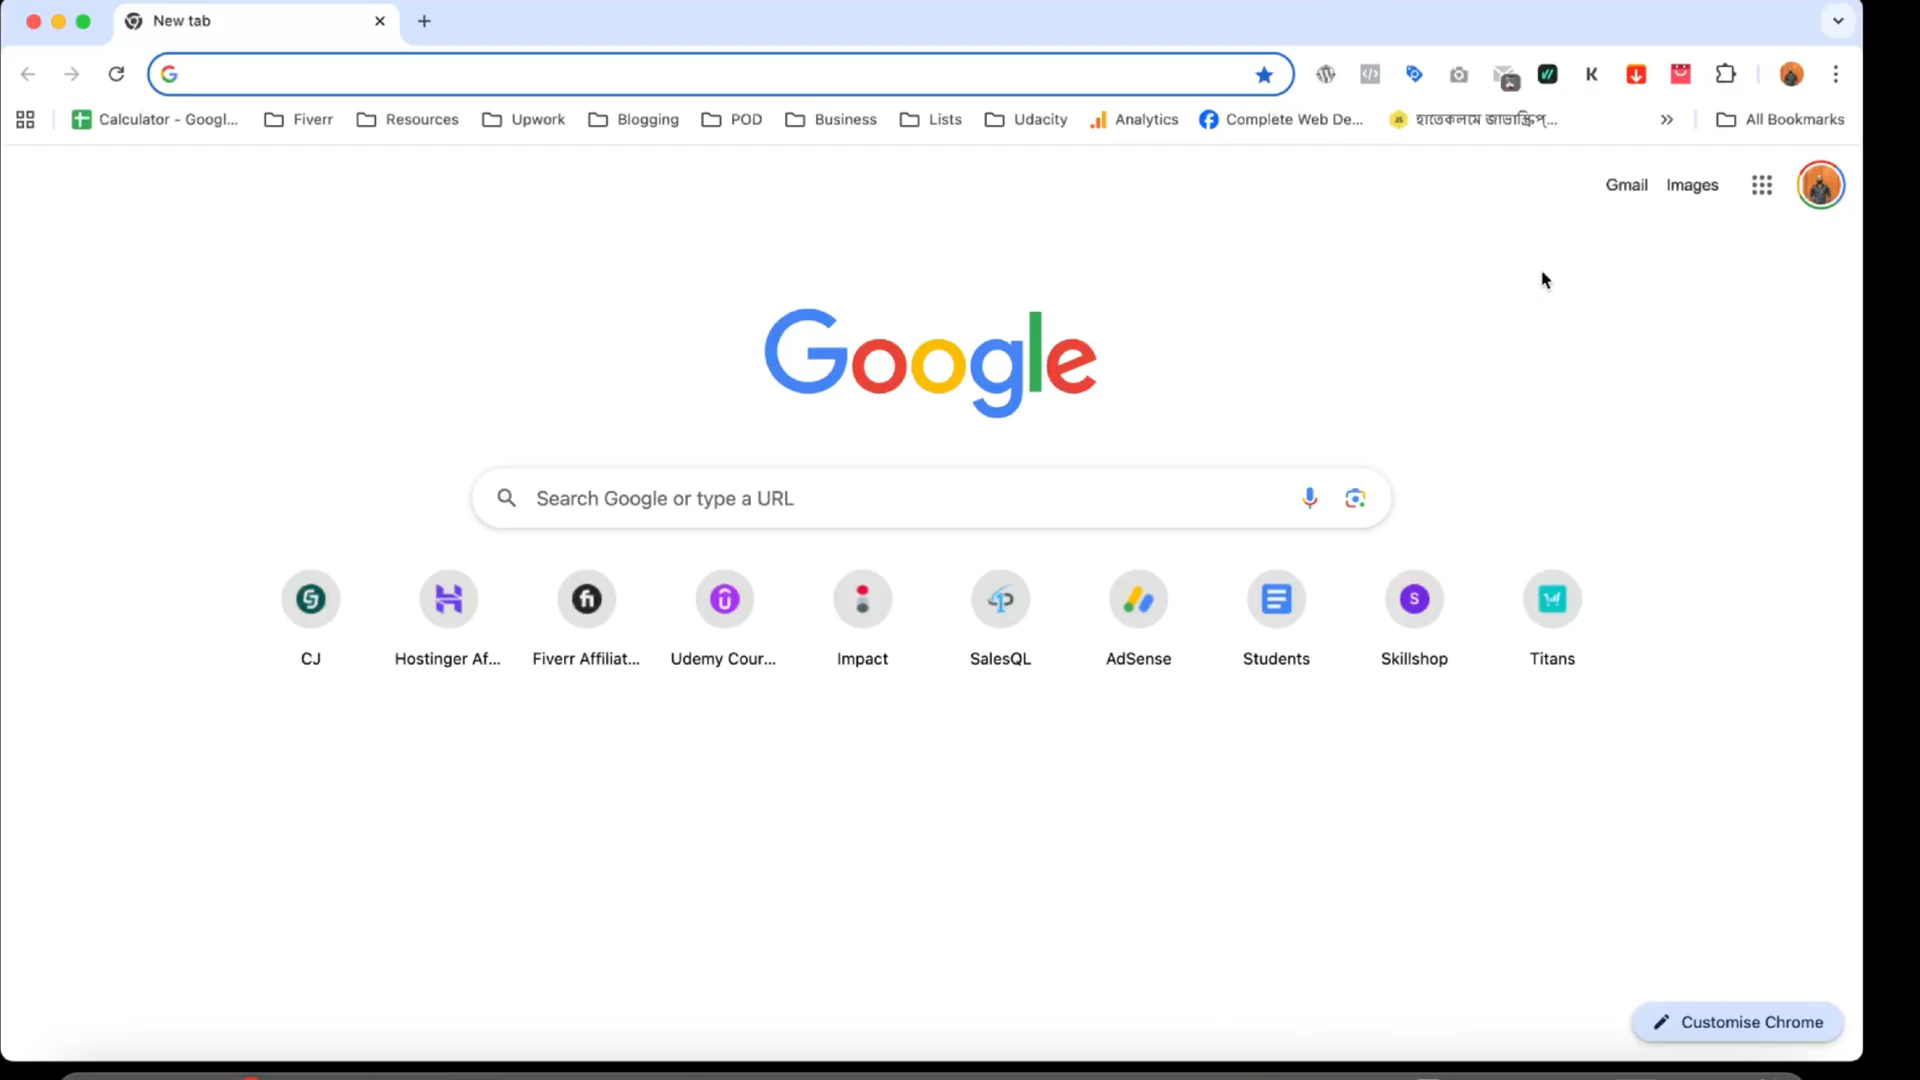 New tab
Calculator - Googl...
Fiverr
Resources
Upwork
Blogging
POD
Business
Lists
Udacity
Analytics
Complete Web De...
হাতেকলমে জাভাস্ক্রিপ্...
All Bookmarks
Gmail
Images
Google
Search Google or type a URL
CJ
Hostinger Af...
Fiverr Affiliat...
Udemy Cour...
Impact
SalesQL
AdSense
Students
Skillshop
Titans
Customise Chrome